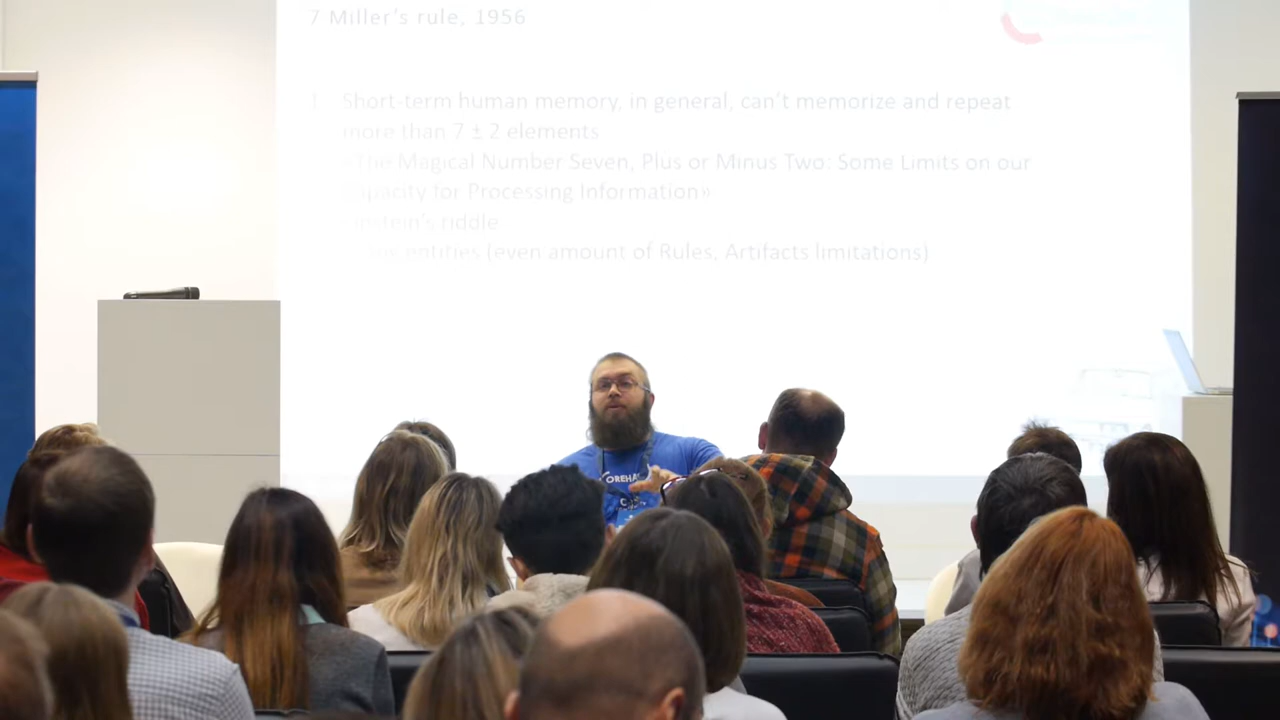 7 Miller's rule, 1956
1 Short-term human memory, in general, can't memorize and repeat
more than 7 ± 2 elements
«The Magical Number Seven, Plus or Minus Two: Some Limits on our
Capacity for Processing Information»
Einstein's riddle
entities (even amount of Rules, Artifacts limitations)